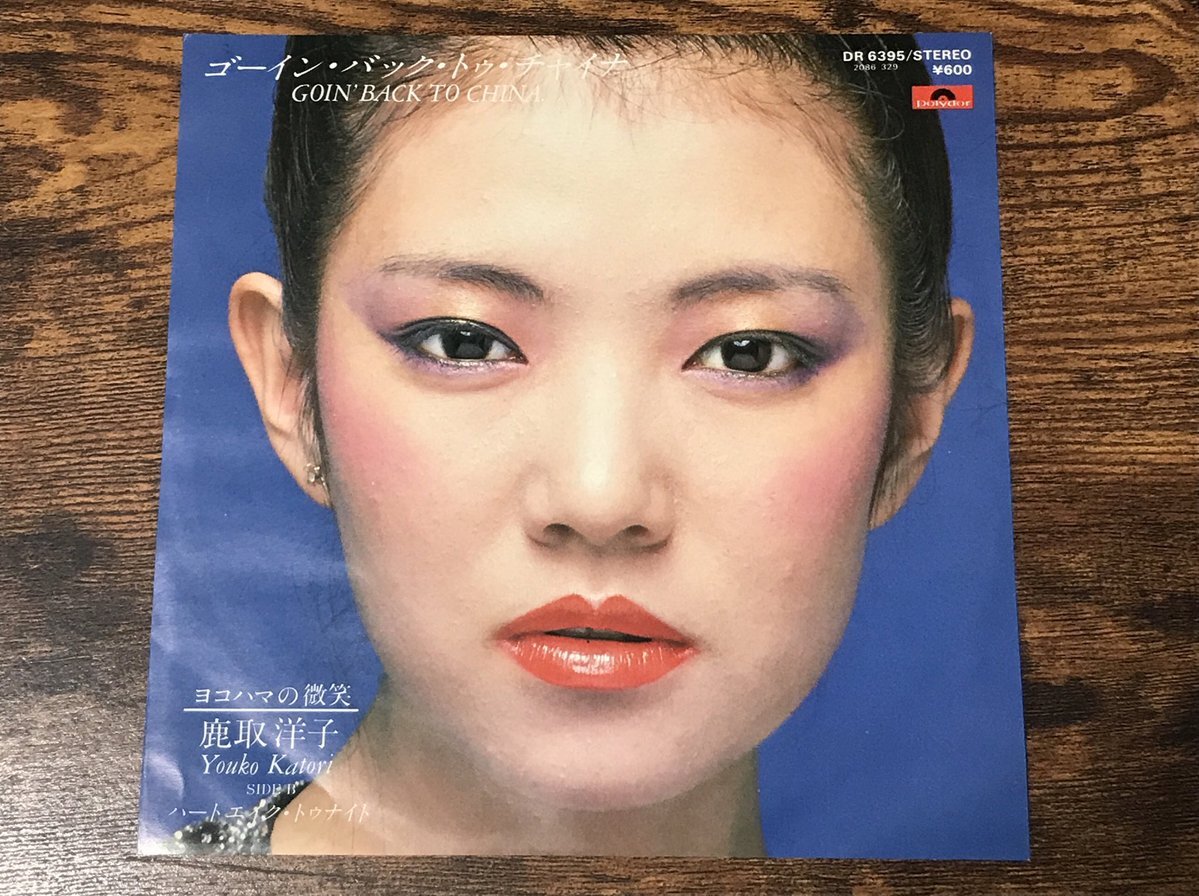 ゴーイン・バック・トゥ・チャイナ
GOIN' BACK TO CHINA
DR 6395/STEREO
2086 329
¥600
polydor
ヨコハマの微笑
鹿取洋子
Youko Katori
SIDE B
ハートエイク・トゥナイト